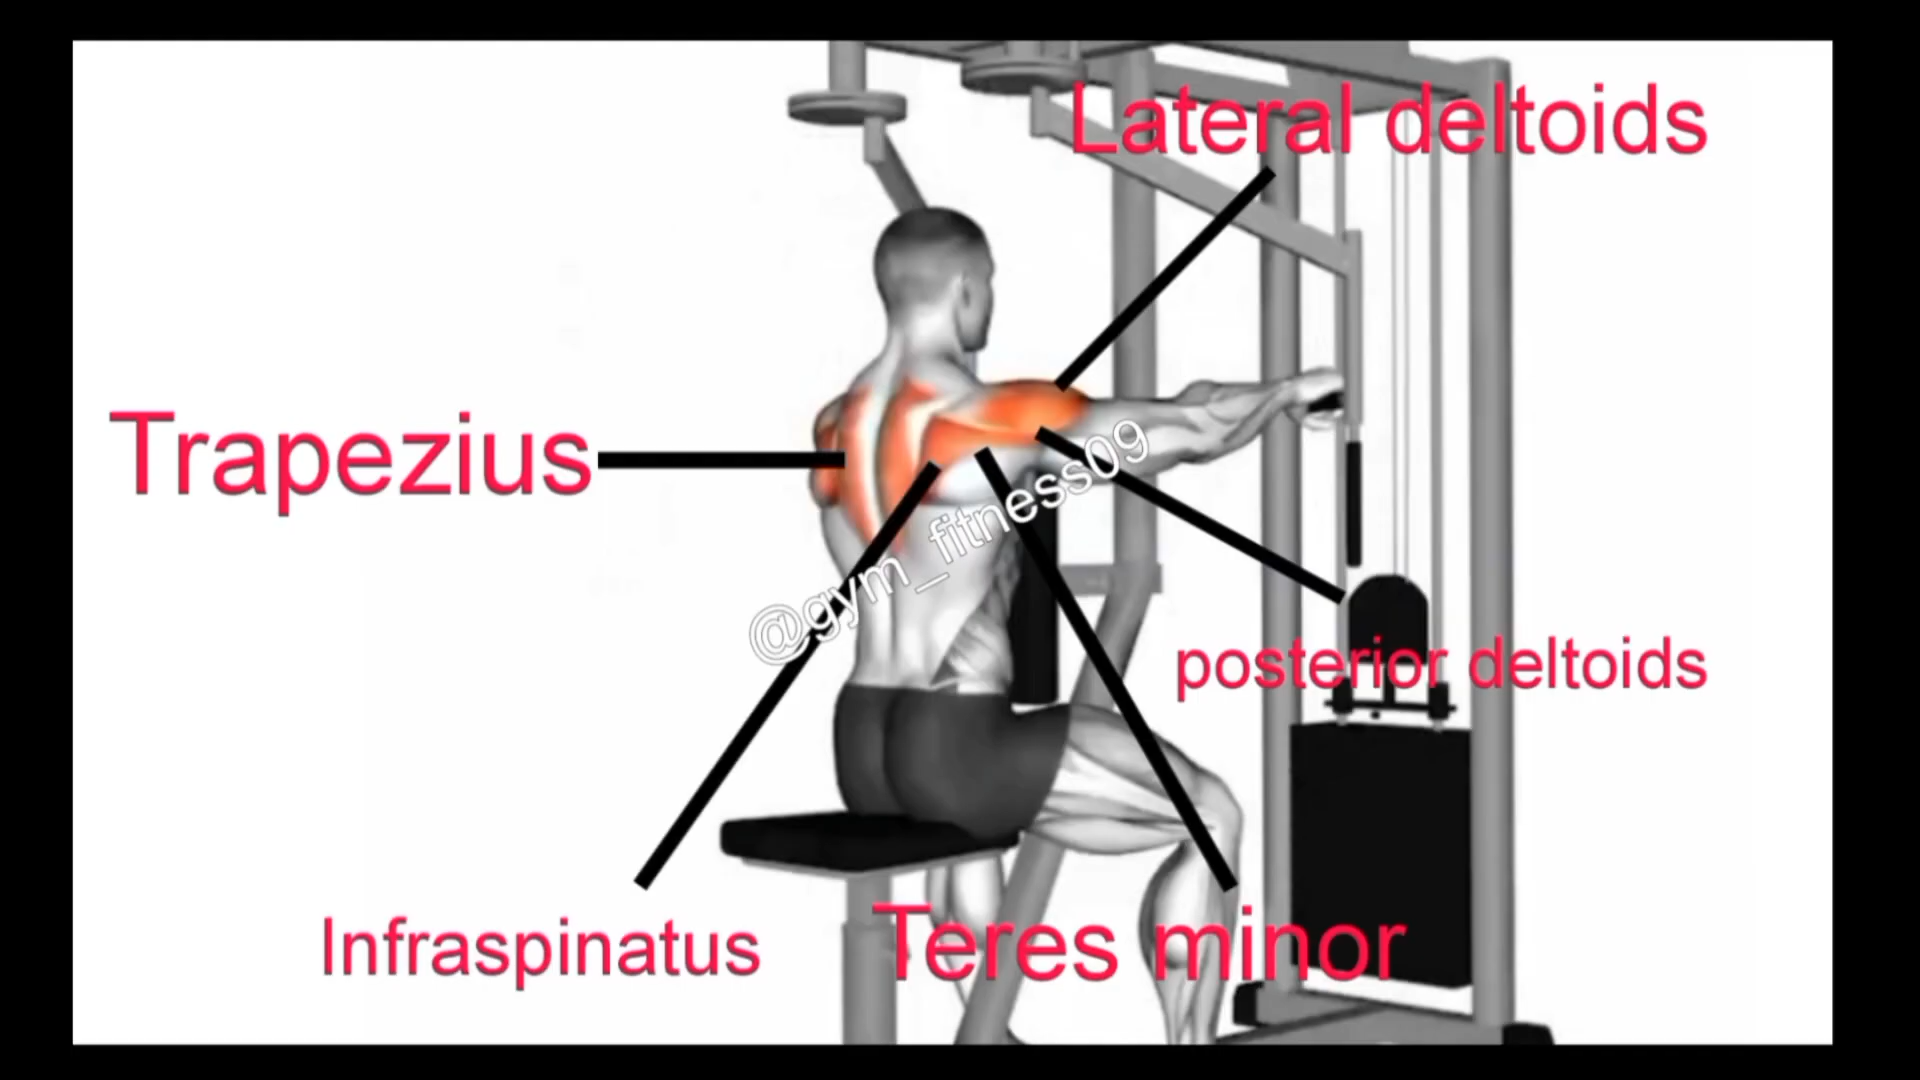 Lateral deltoids
Trapezius
@gym_fitness09
posterior deltoids
Infraspinatus
Teres minor